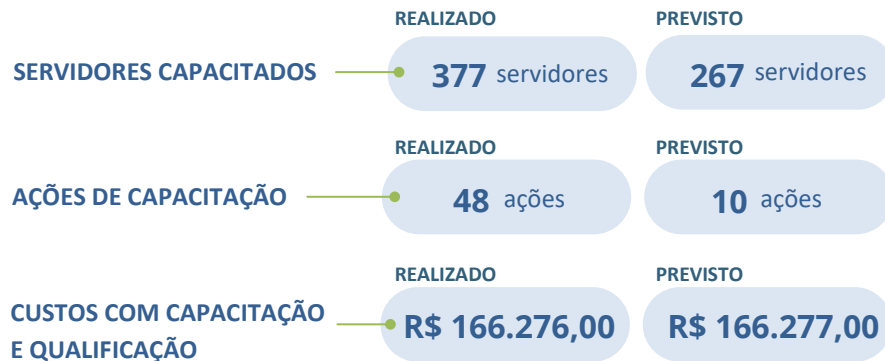 REALIZADO PREVISTO
SERVIDORES CAPACITADOS 377 servidores 267 servidores
REALIZADO PREVISTO
AÇÕES DE CAPACITAÇÃO 48 ações 10 ações
REALIZADO PREVISTO
CUSTOS COM CAPACITAÇÃO R$ 166.276,00 R$ 166.277,00
E QUALIFICAÇÃO